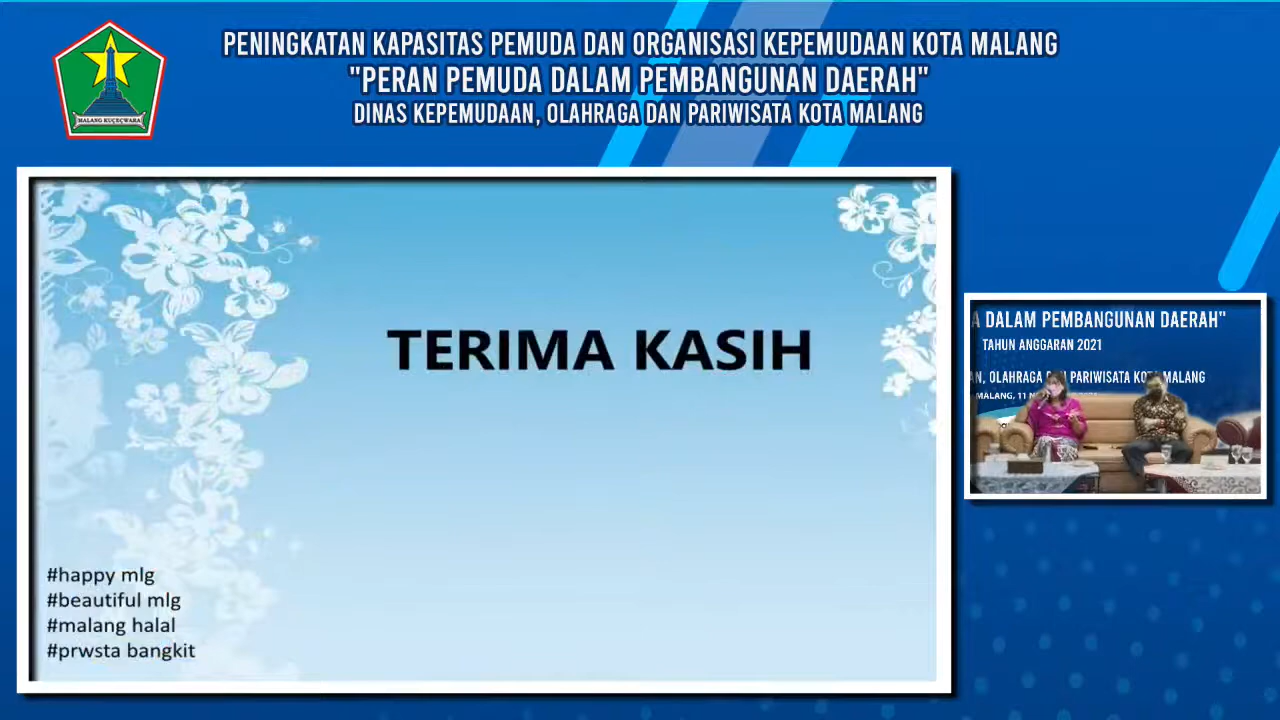 PENINGKATAN KAPASITAS PEMUDA DAN ORGANISASI KEPEMUDAAN KOTA MALANG
"PERAN PEMUDA DALAM PEMBANGUNAN DAERAH"
DINAS KEPEMUDAAN, OLAHRAGA DAN PARIWISATA KOTA MALANG
MALANG KUÇEÇWARA
TERIMA KASIH
#happy mlg
#beautiful mlg
#malang halal
#prwsta bangkit
A DALAM PEMBANGUNAN DAERAH"
TAHUN ANGGARAN 2021
AN, OLAHRAGA DAN PARIWISATA KOTA MALANG
MALANG, 11